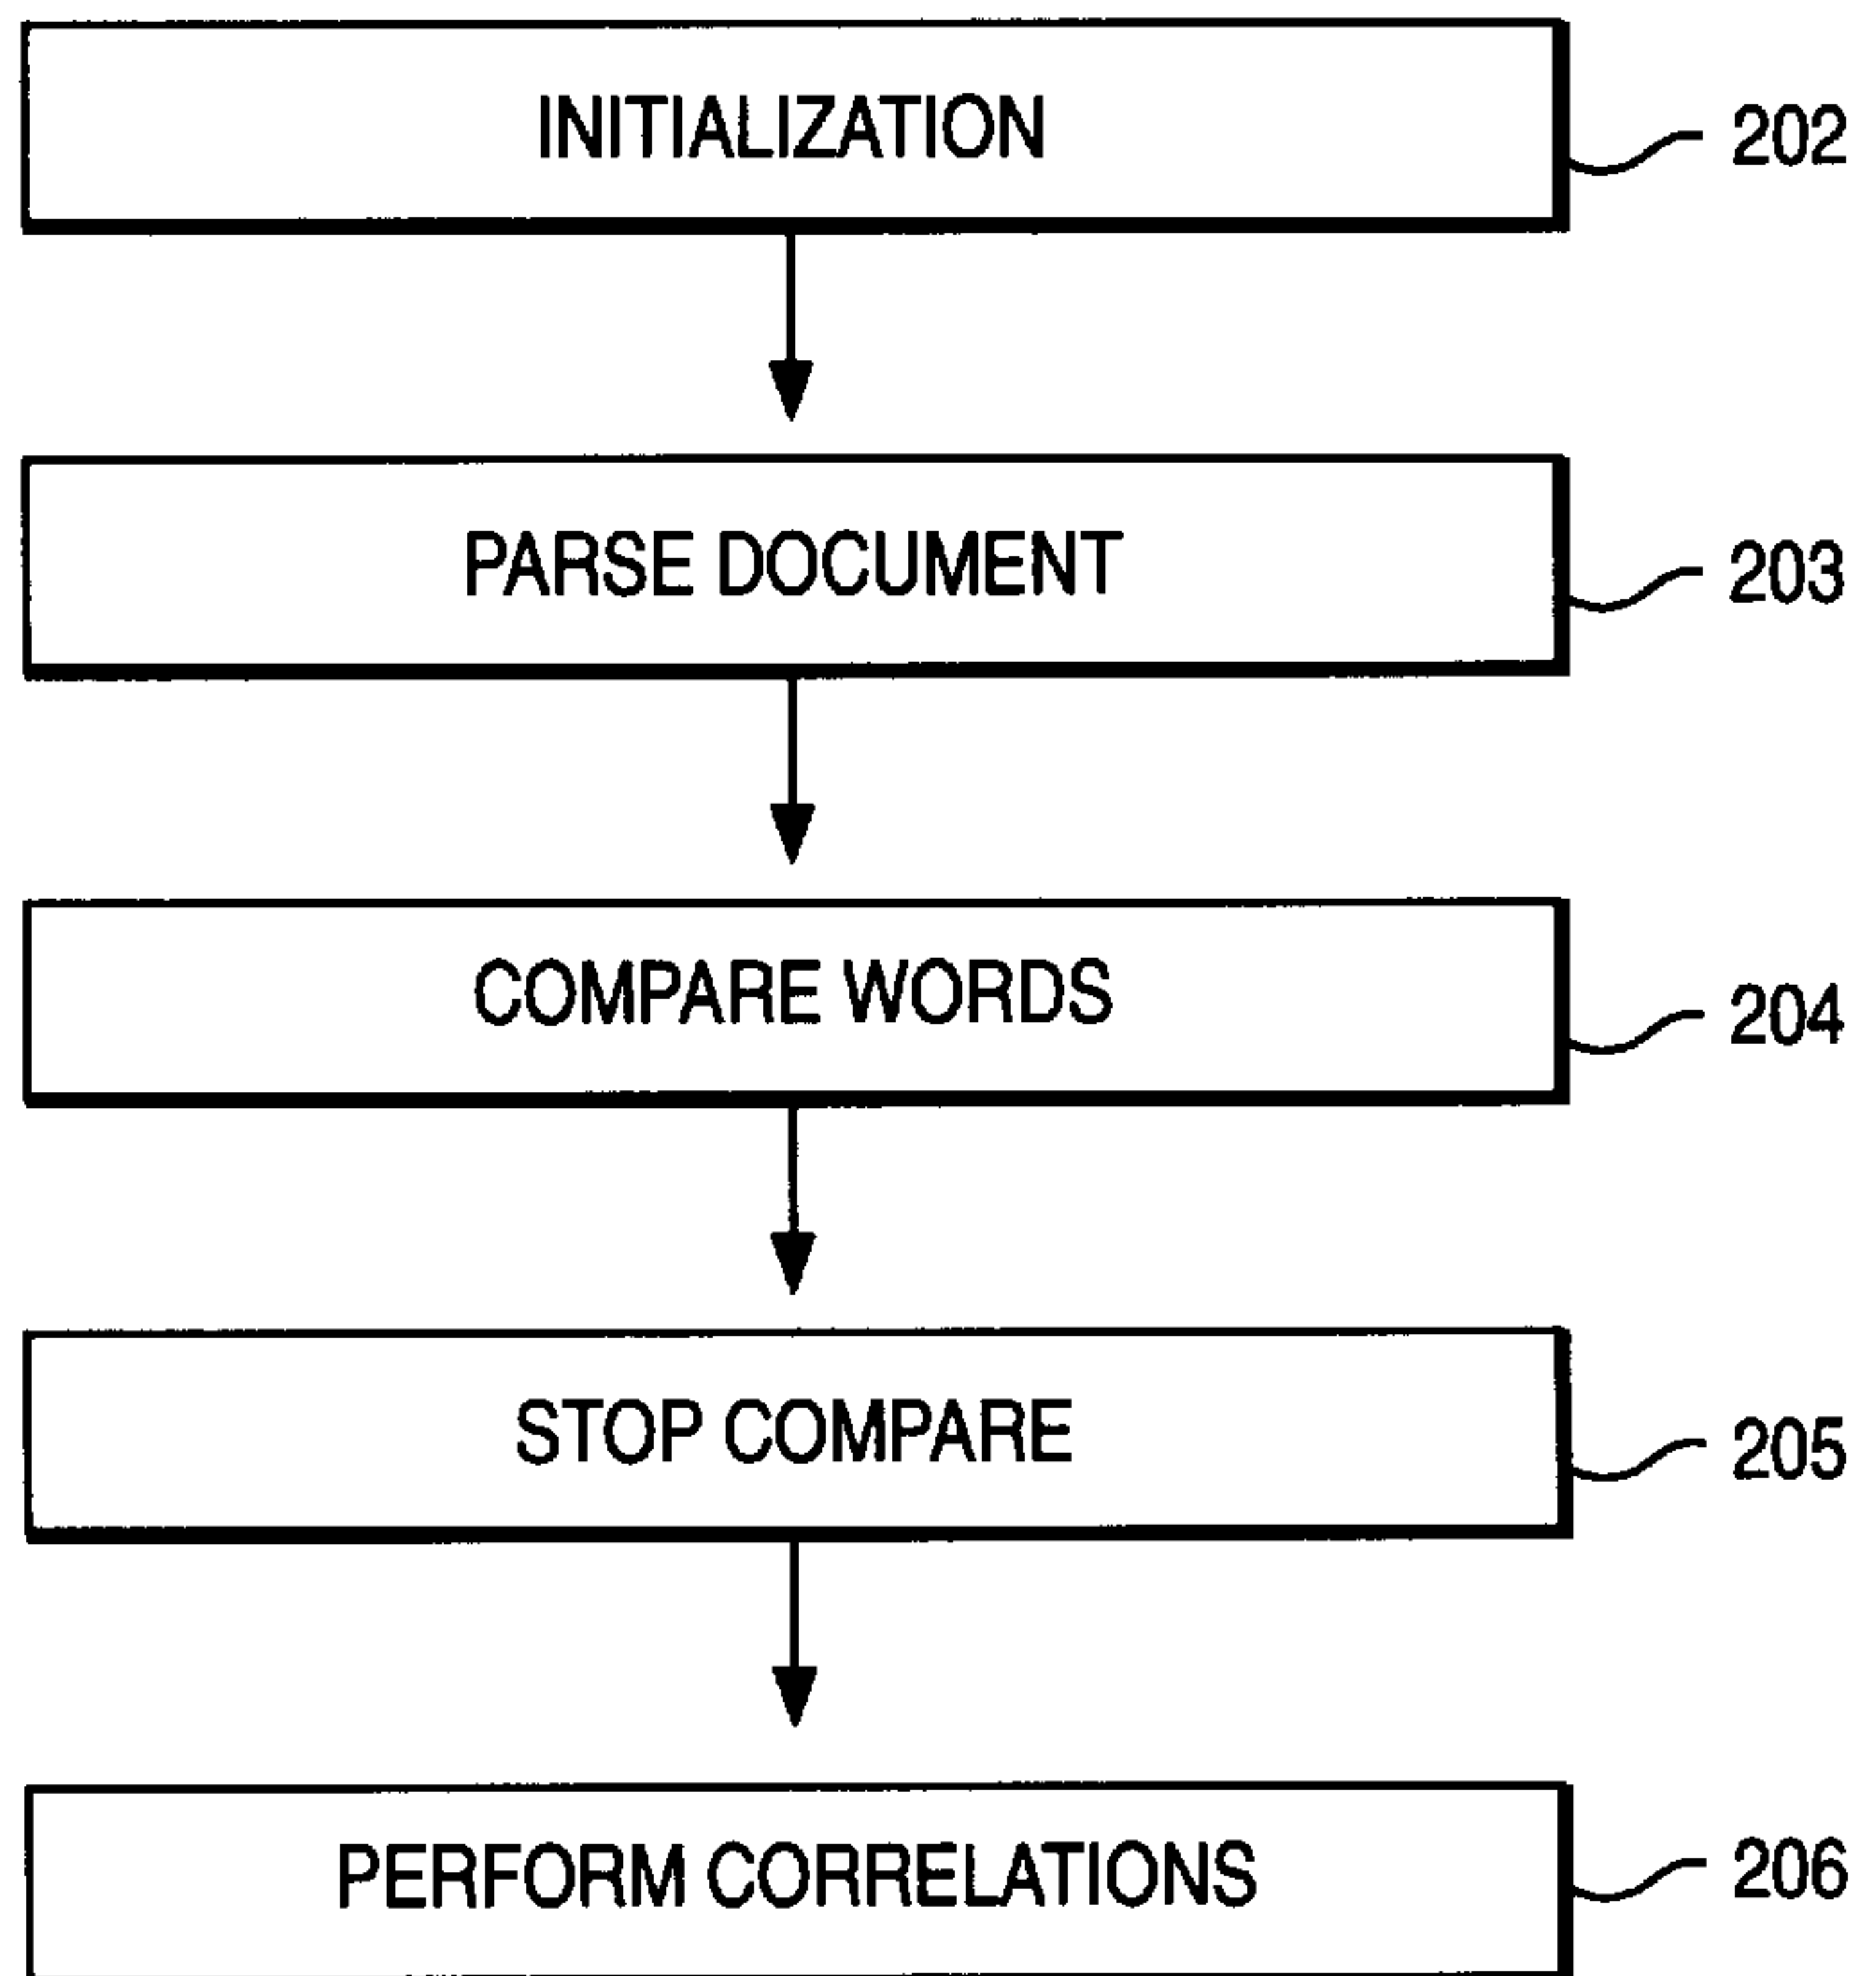 INITIALIZATION
202
PARSE DOCUMENT
203
COMPARE WORDS
204
STOP COMPARE
205
PERFORM CORRELATIONS
206